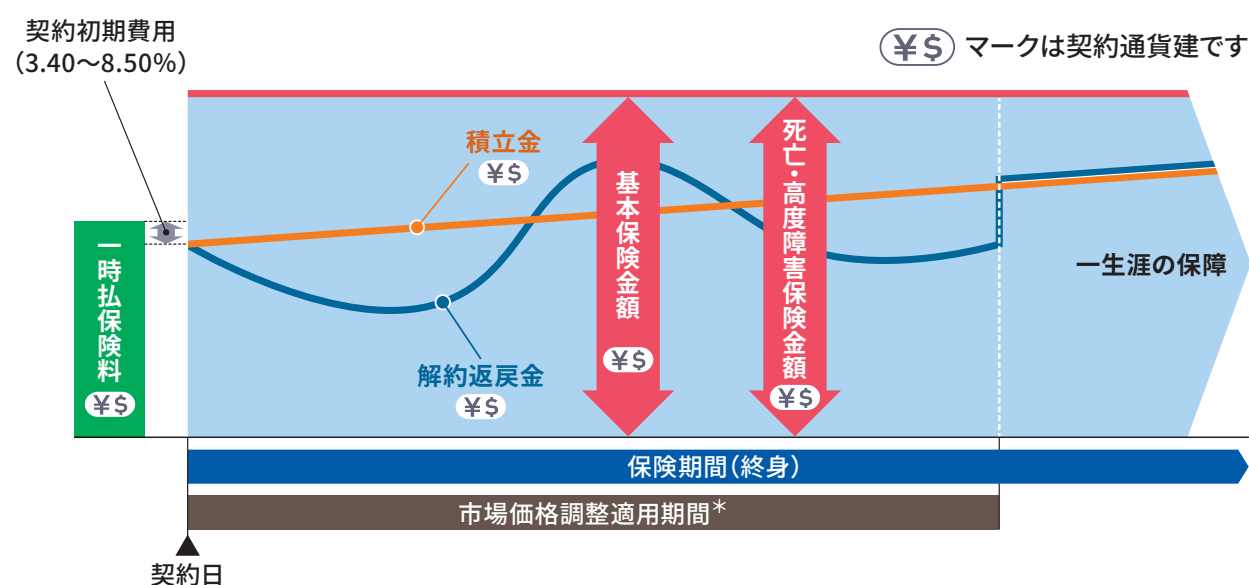 契約初期費用
（3.40～8.50%）
¥$ マークは契約通貨建です
積立金
¥$
基本保険金額
¥$
死亡・高度障害保険金額
¥$
一時払保険料
¥$
解約返戻金
¥$
一生涯の保障
保険期間（終身）
市場価格調整適用期間＊
契約日